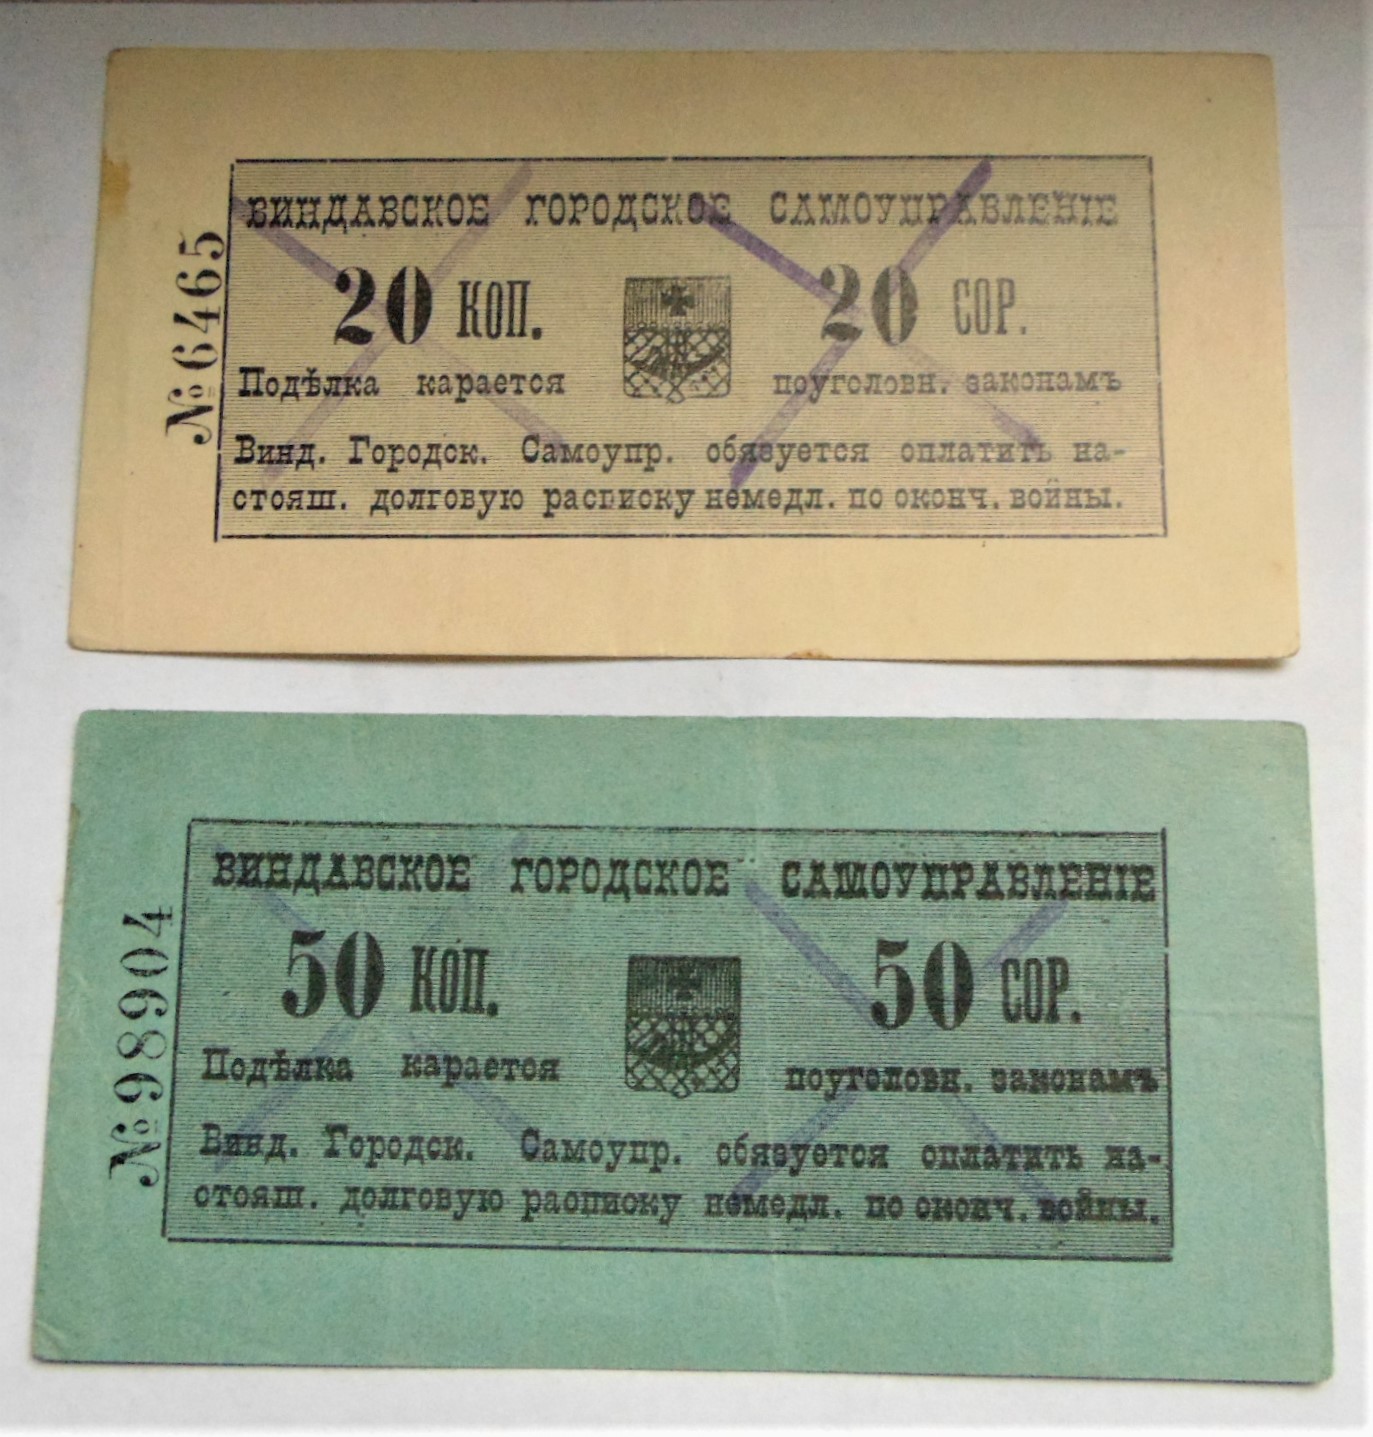 ВИНДАВСКОЕ ГОРОДСКОЕ САМОУПРАВЛЕНІЕ
20 КОП. 20 СОР.
Подѣлка карается поуголовн. законамъ
Винд. Городск. Самоупр. обязуется оплатить на-
стояш. долговую расписку немедл. по оконч. войны.
№6465
ВИНДАВСКОЕ ГОРОДСКОЕ САМОУПРАВЛЕНІЕ
50 КОП. 50 СОР.
Подѣлка карается поуголовн. законамъ
Винд. Городск. Самоупр. обязуется оплатить на-
стояш. долговую расписку немедл. по оконч. войны.
№98904